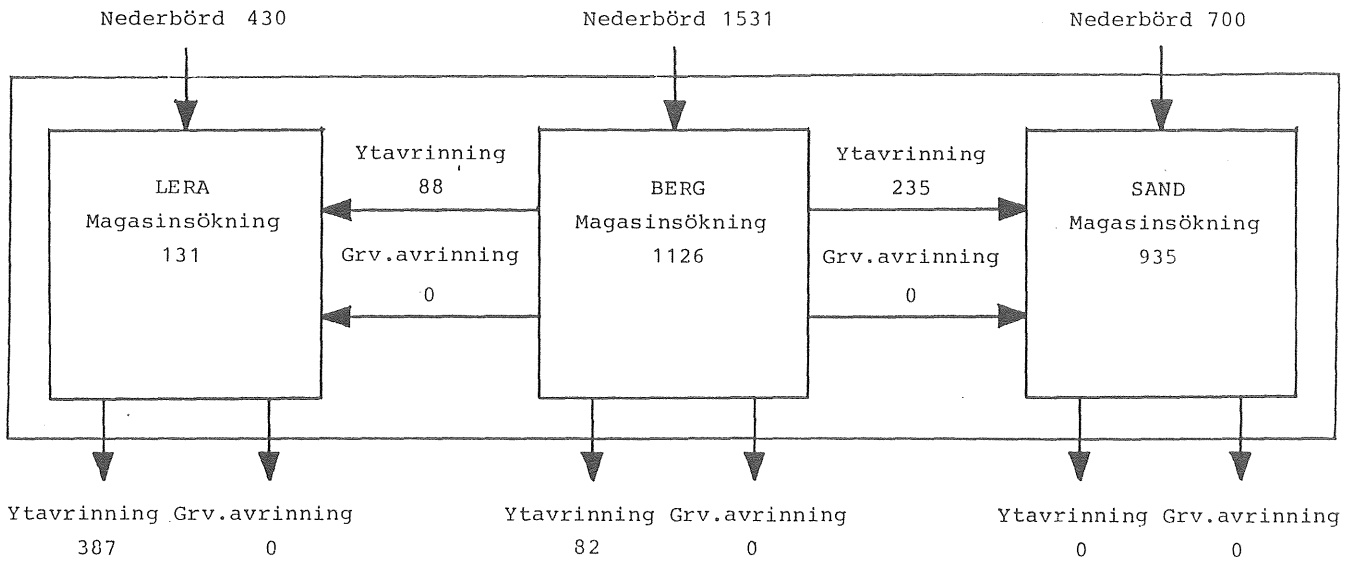 Nederbörd 430
Nederbörd 1531
Nederbörd 700
LERA
Magasinsökning
131
Ytavrinning
88
Grv.avrinning
0
BERG
Magasinsökning
1126
Ytavrinning
235
Grv.avrinning
0
SAND
Magasinsökning
935
Ytavrinning Grv.avrinning
387 0
Ytavrinning Grv.avrinning
82 0
Ytavrinning Grv.avrinning
0 0